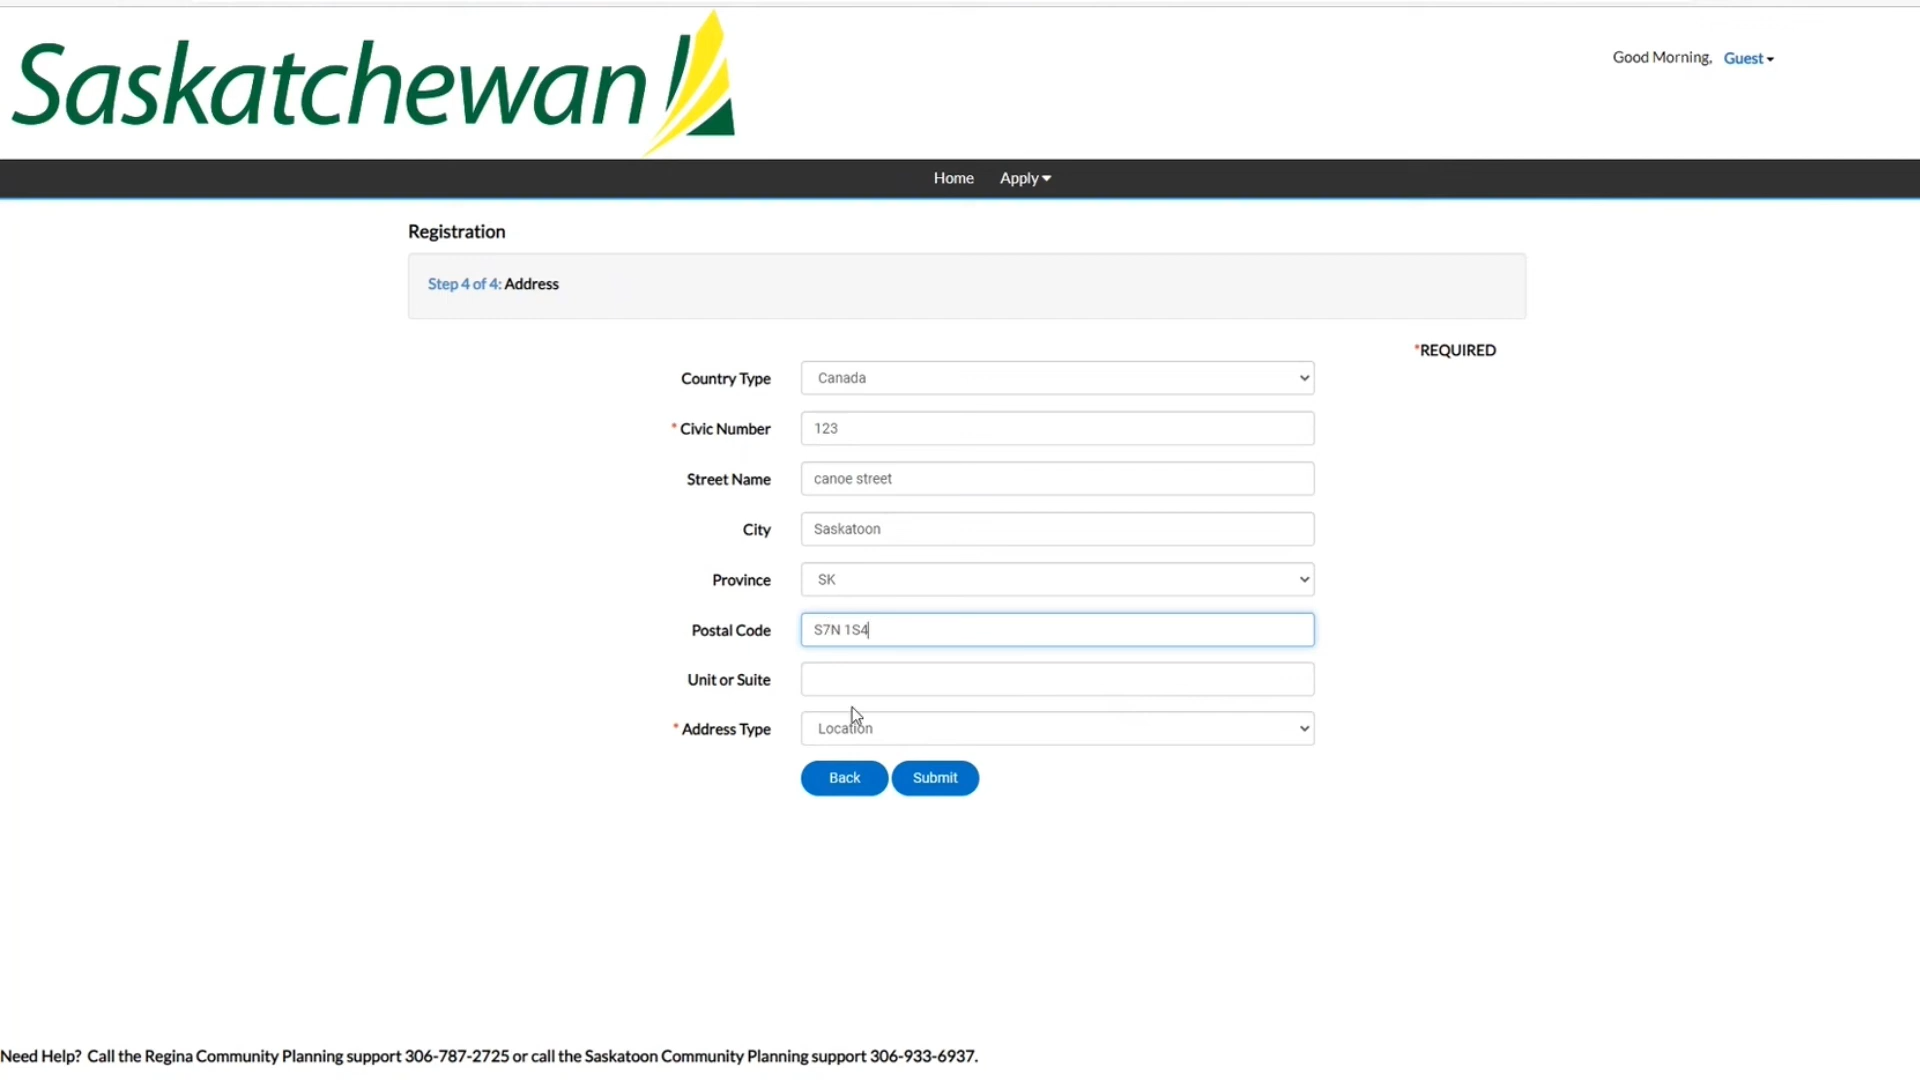 Saskatchewan
Good Morning, Guest
Home Apply
Registration
Step 4 of 4: Address
*REQUIRED
Country Type Canada
* Civic Number 123
Street Name canoe street
City Saskatoon
Province SK
Postal Code S7N 1S4
Unit or Suite
* Address Type Location
Back Submit
Need Help? Call the Regina Community Planning support 306-787-2725 or call the Saskatoon Community Planning support 306-933-6937.